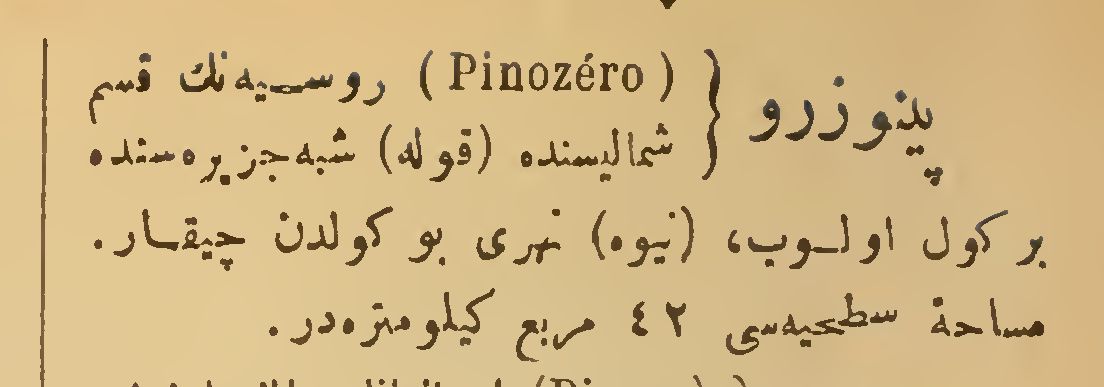 پینوزرو { (Pinozéro) روسیه‌نك قسم
شمالیسنده (قوله) شبه‌جزیره‌سنده
بر كول اولوب، (نیوه) نهری بو كولدن چیقار.
مساحۀ سطحیه‌سی ٤٢ مربع كیلومتره‌در.